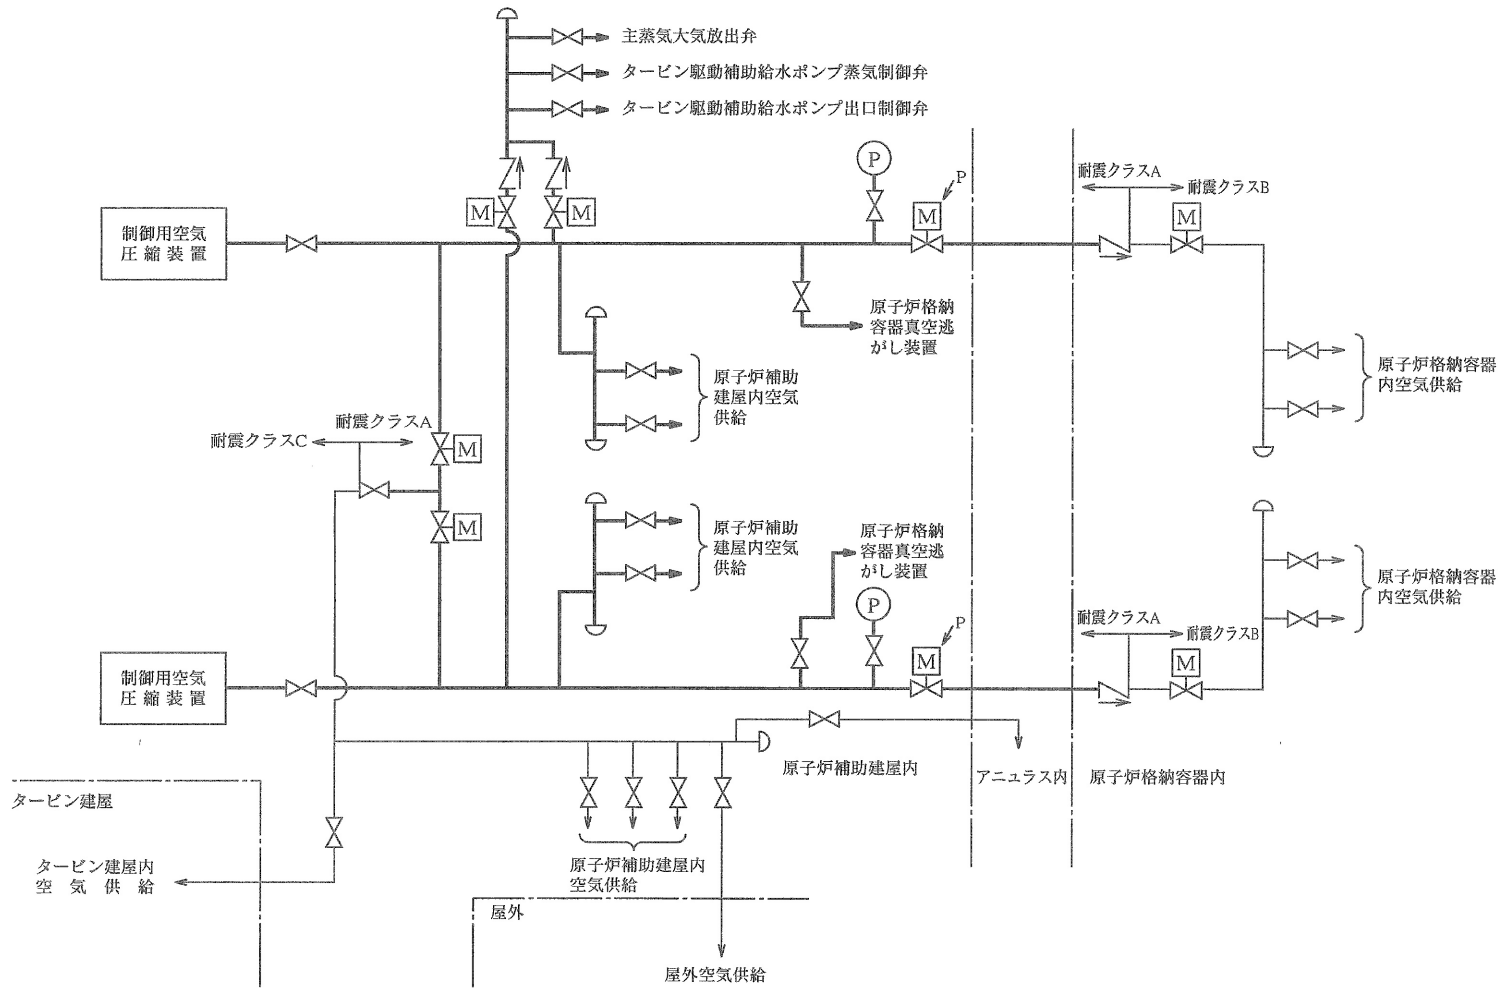 主蒸気大気放出弁
タービン駆動補助給水ポンプ蒸気制御弁
タービン駆動補助給水ポンプ出口制御弁
P
P
耐震クラスA
耐震クラスB
M
M
M
M
制御用空気
圧縮装置
原子炉格納
容器真空逃
がし装置
原子炉補助
建屋内空気
供給
原子炉格納容器
内空気供給
耐震クラスA
耐震クラスC
M
M
原子炉補助
建屋内空気
供給
原子炉格納
容器真空逃
がし装置
原子炉格納容器
内空気供給
P
P
耐震クラスA
耐震クラスB
M
M
制御用空気
圧縮装置
原子炉補助建屋内
アニュラス内
原子炉格納容器内
タービン建屋
タービン建屋内
空気供給
原子炉補助建屋内
空気供給
屋外
屋外空気供給